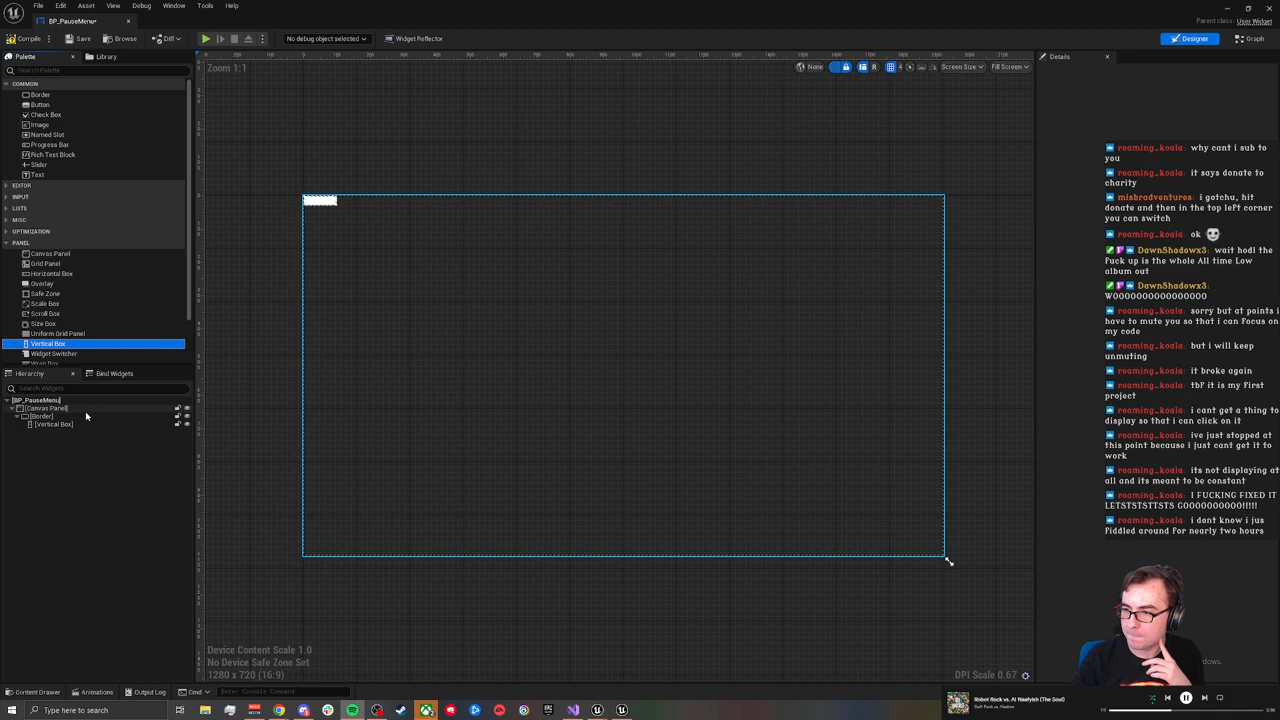 File Edit Asset View Debug Window Tools Help
BP_PauseMenu•
Parent class: User Widget
Compile Save Browse Diff No debug object selected Widget Reflector Designer Graph
Palette Library
Search Palette
COMMON
Border
Button
Check Box
Image
Named Slot
Progress Bar
Rich Text Block
Slider
Text
EDITOR
INPUT
LISTS
MISC
OPTIMIZATION
PANEL
Canvas Panel
Grid Panel
Horizontal Box
Overlay
Safe Zone
Scale Box
Scroll Box
Size Box
Uniform Grid Panel
Vertical Box
Widget Switcher
Wrap Box
Hierarchy Bind Widgets
Search Widgets
[BP_PauseMenu]
[Canvas Panel]
[Border]
[Vertical Box]
Zoom 1:1
None R 4 Screen Size Fill Screen
Device Content Scale 1.0
No Device Safe Zone Set
1280 x 720 (16:9)
DPI Scale 0.67
Details
roaming_koala: why cant i sub to
you
roaming_koala: it says donate to
charity
misbradventures: i gotchu, hit
donate and then in the top left corner
you can switch
roaming_koala: ok
DawnShadowx3: wait hodl the
fuck up is the whole All time Low
album out
DawnShadowx3:
WOOOOOOOOOOOOOOO
roaming_koala: sorry but at points i
have to mute you so that i can focus on
my code
roaming_koala: but i will keep
unmuting
roaming_koala: it broke again
roaming_koala: tbf it is my first
project
roaming_koala: i cant get a thing to
display so that i can click on it
roaming_koala: ive just stopped at
this point because i just cant get it to
work
roaming_koala: its not displaying at
all and its meant to be constant
roaming_koala: I FUCKING FIXED IT
roaming_koala: i dont know i jus
fiddled around for nearly two hours
Content Drawer Animations Output Log Cmd Enter Console Command
Type here to search
Robot Rock vs. Al Naafiysh (The Soul)